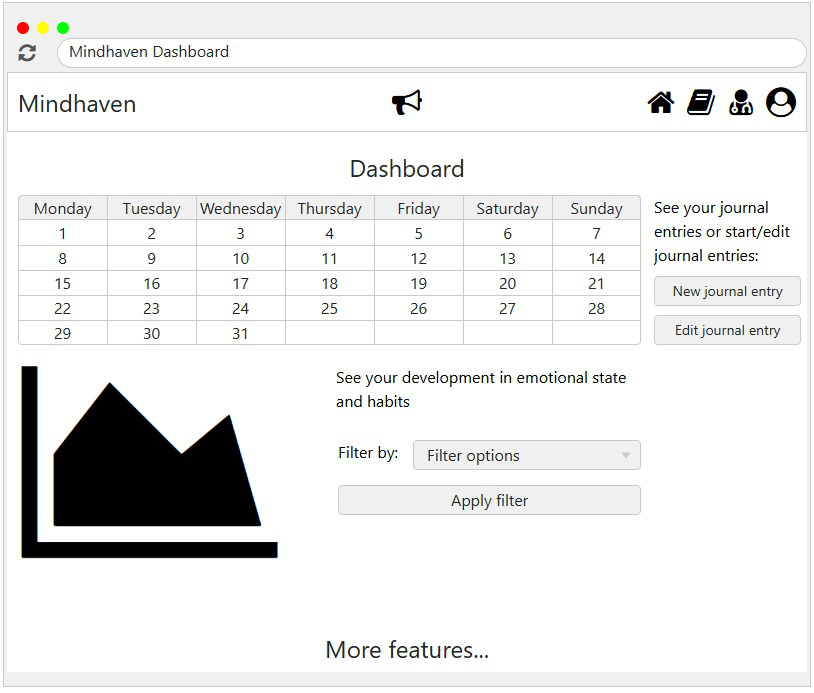 Mindhaven Dashboard
Mindhaven
Dashboard
Monday Tuesday Wednesday Thursday Friday Saturday Sunday
1 2 3 4 5 6 7
8 9 10 11 12 13 14
15 16 17 18 19 20 21
22 23 24 25 26 27 28
29 30 31
See your journal
entries or start/edit
journal entries:
New journal entry
Edit journal entry
See your development in emotional state
and habits
Filter by: Filter options
Apply filter
More features...